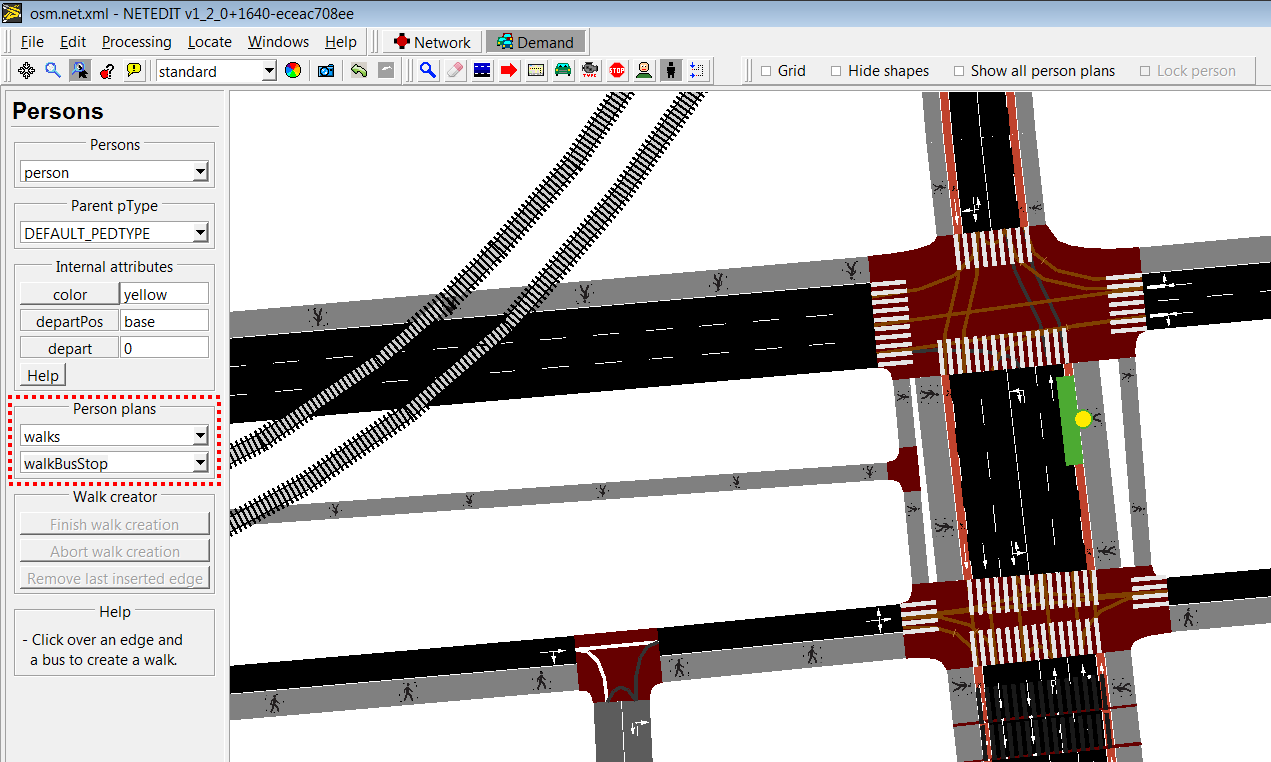 osm.net.xml - NETEDIT v1_2_0+1640-eceac708ee
File Edit Processing Locate Windows Help Network Demand
standard TYPE STOP Grid Hide shapes Show all person plans Lock person
Persons
Persons
person
Parent pType
DEFAULT_PEDTYPE
Internal attributes
color yellow
departPos base
depart 0
Help
Person plans
walks
walkBusStop
Walk creator
Finish walk creation
Abort walk creation
Remove last inserted edge
Help
- Click over an edge and
a bus to create a walk.